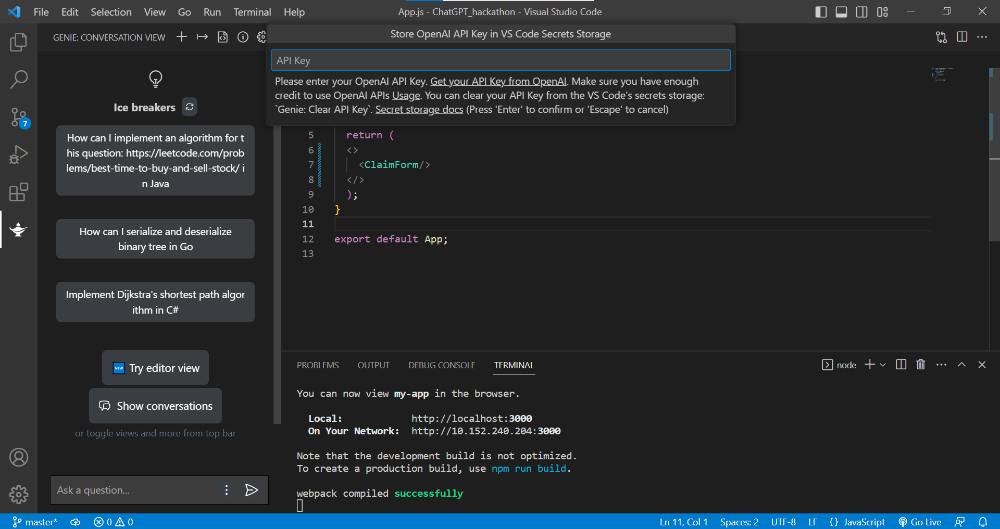 File Edit Selection View Go Run Terminal Help
App.js - ChatGPT_hackathon - Visual Studio Code
GENIE: CONVERSATION VIEW
Store OpenAI API Key in VS Code Secrets Storage
API Key
Please enter your OpenAI API Key. Get your API Key from OpenAI. Make sure you have enough
credit to use OpenAI APIs Usage. You can clear your API Key from the VS Code's secrets storage:
`Genie: Clear API Key`. Secret storage docs (Press 'Enter' to confirm or 'Escape' to cancel)
7
Ice breakers
How can I implement an algorithm for t
his question: https://leetcode.com/prob
lems/best-time-to-buy-and-sell-stock/ i
n Java
How can I serialize and deserialize
binary tree in Go
Implement Dijkstra's shortest path algor
ithm in C#
NEW Try editor view
Show conversations
or toggle views and more from top bar
Ask a question...
5 return (
6 <>
7 <ClaimForm/>
8 </>
9 );
10 }
11
12 export default App;
13
PROBLEMS OUTPUT DEBUG CONSOLE TERMINAL
node
You can now view my-app in the browser.
Local: http://localhost:3000
On Your Network: http://10.152.240.204:3000
Note that the development build is not optimized.
To create a production build, use npm run build.
webpack compiled successfully
master* 0 0
Ln 11, Col 1 Spaces: 2 UTF-8 LF {} JavaScript Go Live